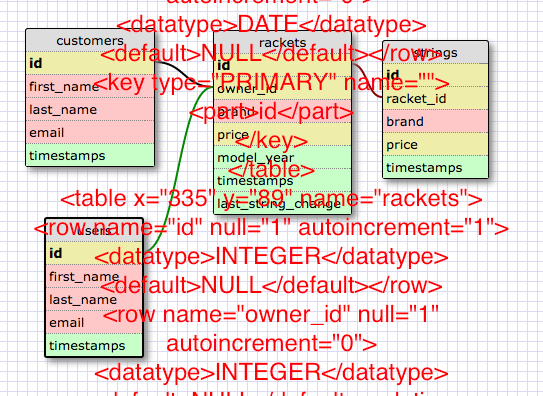 autoincrement="0">
<datatype>DATE</datatype>
<default>NULL</default></row>
<key type="PRIMARY" name="">
<part>id</part>
</key>
</table>
<table x="335" y="89" name="rackets">
<row name="id" null="1" autoincrement="1">
<datatype>INTEGER</datatype>
<default>NULL</default></row>
<row name="owner_id" null="1"
autoincrement="0">
<datatype>INTEGER</datatype>
customers
id
first_name
last_name
email
timestamps
rackets
id
owner_id
brand
price
model_year
timestamps
last_string_change
strings
id
racket_id
brand
price
timestamps
users
id
first_name
last_name
email
timestamps